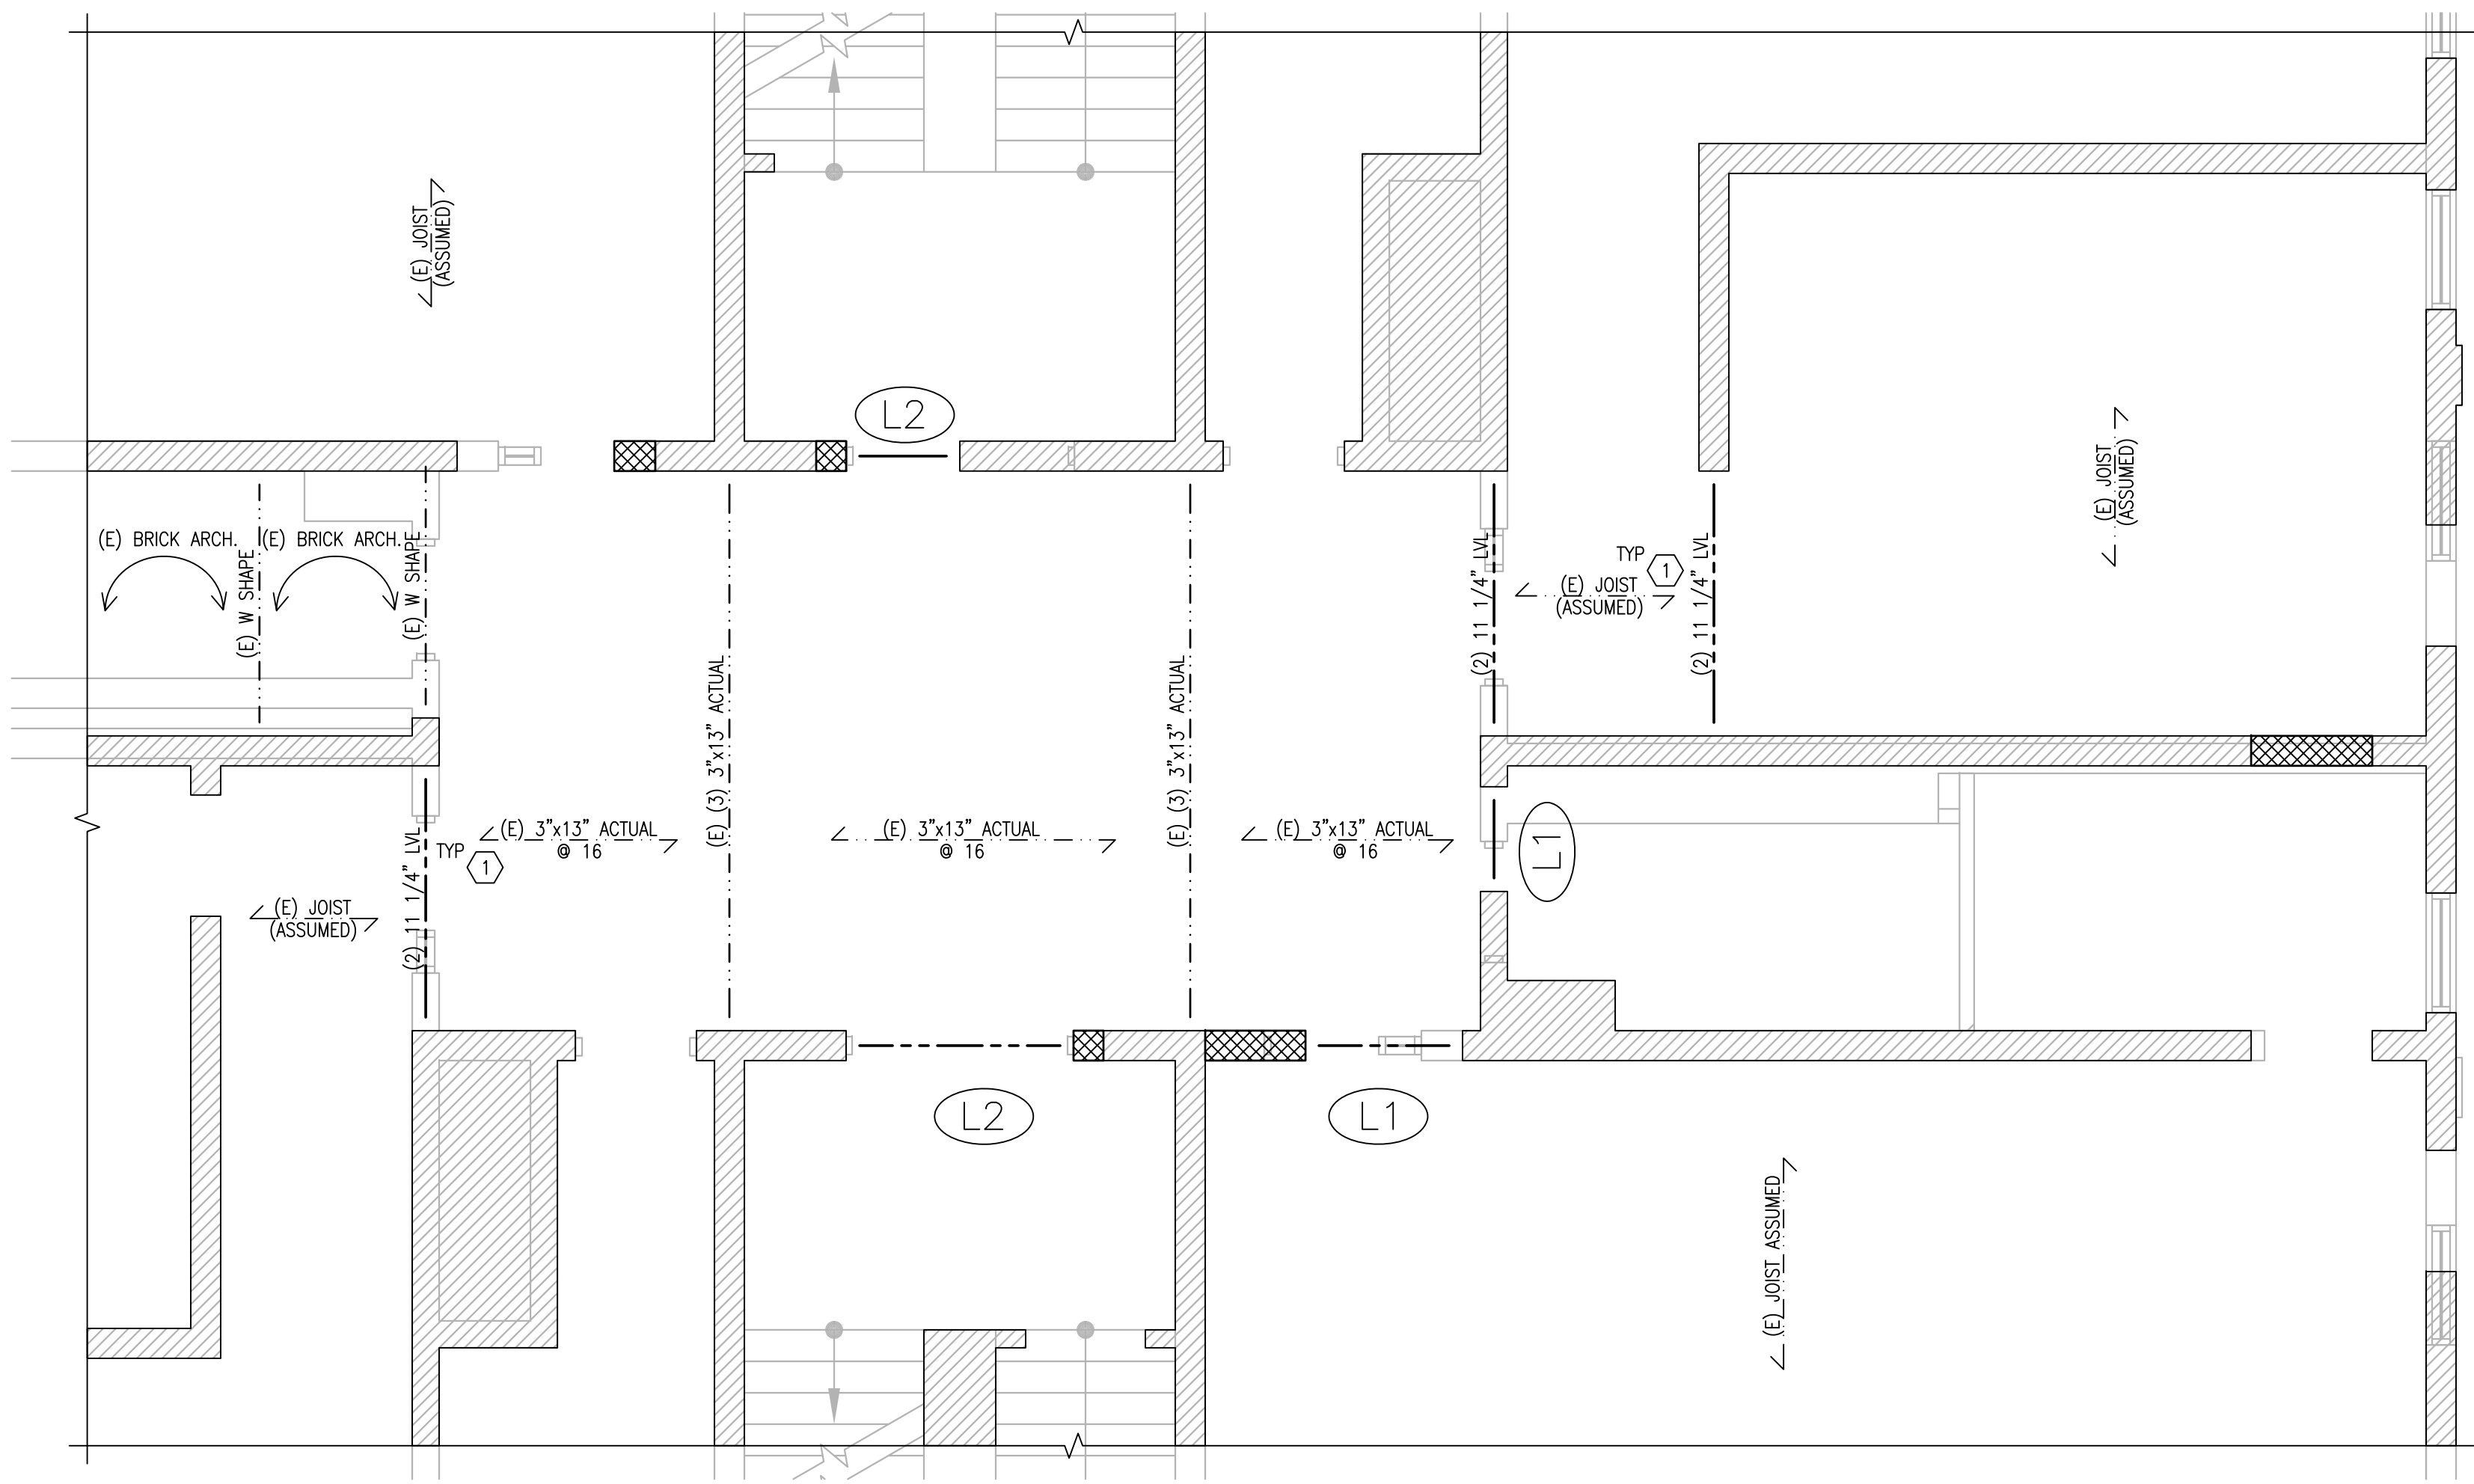 (E) JOIST
(ASSUMED)
L2
(E) BRICK ARCH.
(E) BRICK ARCH.
(E) W SHAPE
(E) W SHAPE
(E) JOIST
(ASSUMED)
(2) 11 1/4" LVL
TYP
1
(E) JOIST
(ASSUMED)
(2) 11 1/4" LVL
(E) (3) 3"x13" ACTUAL
(E) (3) 3"x13" ACTUAL
(2) 11 1/4" LVL
TYP
1
(E) 3"x13" ACTUAL
@ 16
(E) 3"x13" ACTUAL
@ 16
(E) 3"x13" ACTUAL
@ 16
L1
(E) JOIST
(ASSUMED)
L2
L1
(E) JOIST ASSUMED